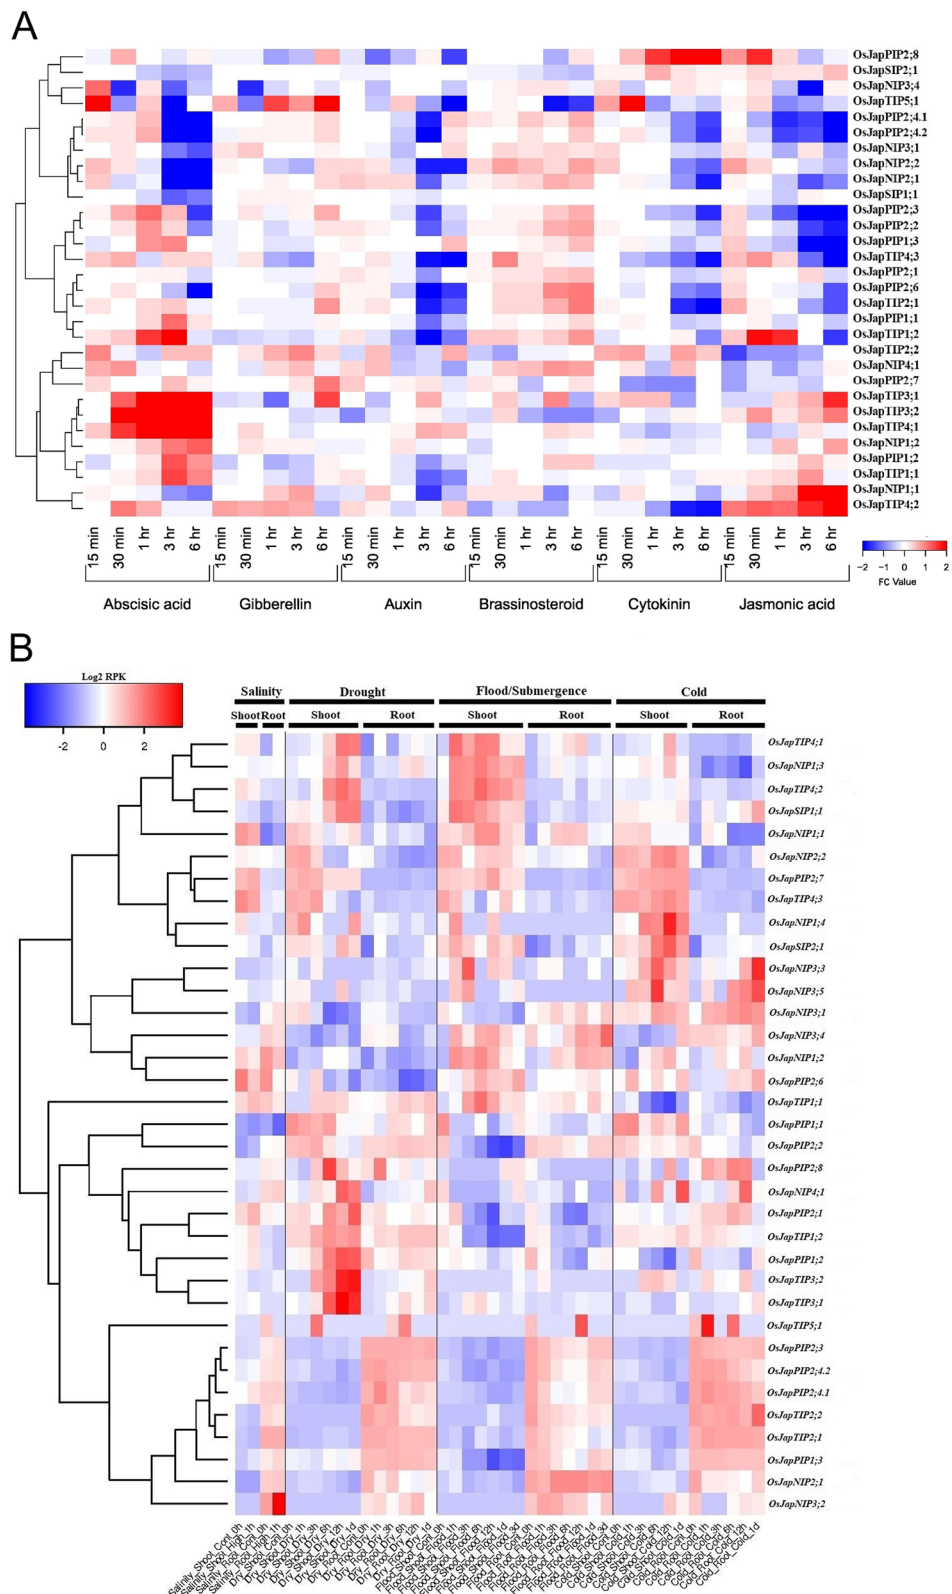 A
OsJapPIP2;8
OsJapSIP2;1
OsJapNIP3;4
OsJapTIP5;1
OsJapPIP2;4.1
OsJapPIP2;4.2
OsJapNIP3;1
OsJapNIP2;2
OsJapNIP2;1
OsJapSIP1;1
OsJapPIP2;3
OsJapPIP2;2
OsJapPIP1;3
OsJapTIP4;3
OsJapPIP2;1
OsJapPIP2;6
OsJapTIP2;1
OsJapPIP1;1
OsJapTIP1;2
OsJapTIP2;2
OsJapNIP4;1
OsJapPIP2;7
OsJapTIP3;1
OsJapTIP3;2
OsJapTIP4;1
OsJapNIP1;2
OsJapPIP1;2
OsJapTIP1;1
OsJapNIP1;1
OsJapTIP4;2
15 min 30 min 1 hr 3 hr 6 hr 15 min 30 min 1 hr 3 hr 6 hr 15 min 30 min 1 hr 3 hr 6 hr 15 min 30 min 1 hr 3 hr 6 hr 15 min 30 min 1 hr 3 hr 6 hr 15 min 30 min 1 hr 3 hr 6 hr
-2 -1 0 1 2
FC Value
Abscisic acid Gibberellin Auxin Brassinosteroid Cytokinin Jasmonic acid
B
Log2 RPK
-2 0 2
Salinity Drought Flood/Submergence Cold
Shoot Root Shoot Root Shoot Root Shoot Root
OsJapTIP4;1
OsJapNIP1;3
OsJapTIP4;2
OsJapSIP1;1
OsJapNIP1;1
OsJapNIP2;2
OsJapPIP2;7
OsJapTIP4;3
OsJapNIP1;4
OsJapSIP2;1
OsJapNIP3;3
OsJapNIP3;5
OsJapNIP3;1
OsJapNIP3;4
OsJapNIP1;2
OsJapPIP2;6
OsJapTIP1;1
OsJapPIP1;1
OsJapPIP2;2
OsJapPIP2;8
OsJapNIP4;1
OsJapPIP2;1
OsJapTIP1;2
OsJapPIP1;2
OsJapTIP3;2
OsJapTIP3;1
OsJapTIP5;1
OsJapPIP2;3
OsJapPIP2;4.2
OsJapPIP2;4.1
OsJapTIP2;2
OsJapTIP2;1
OsJapPIP1;3
OsJapNIP2;1
OsJapNIP3;2